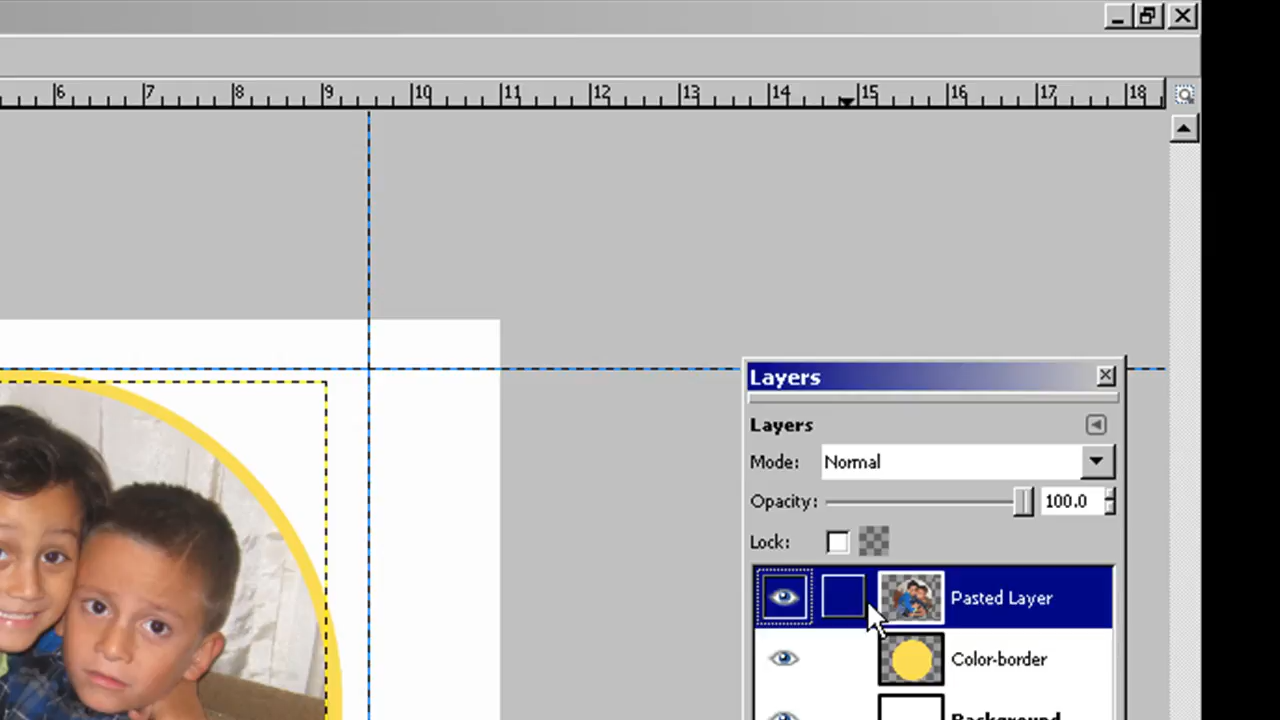 6 7 8 9 10 11 12 13 14 15 16 17 18
Layers
Layers
Mode: Normal
Opacity: 100.0
Lock:
Pasted Layer
Color-border
Background